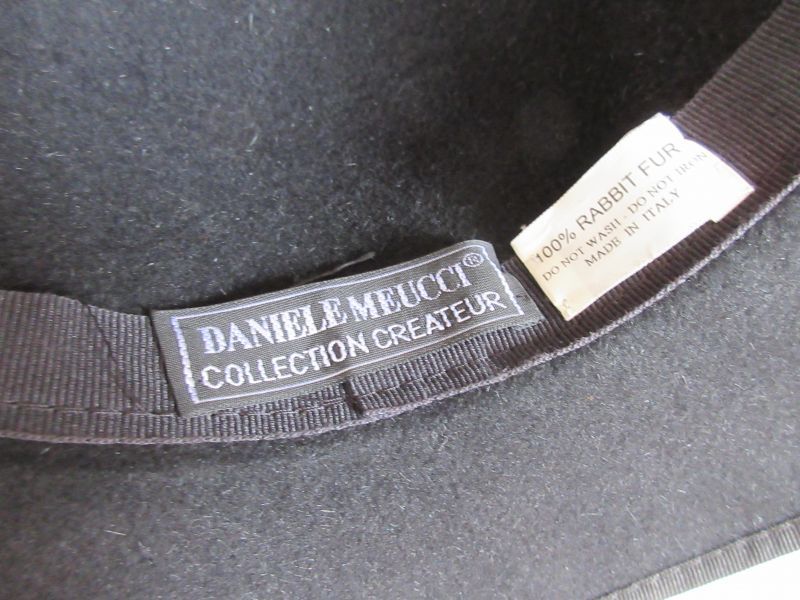 DANIELE MEUCCI®
COLLECTION CREATEUR
100% RABBIT FUR
DO NOT WASH - DO NOT IRON
MADE IN ITALY